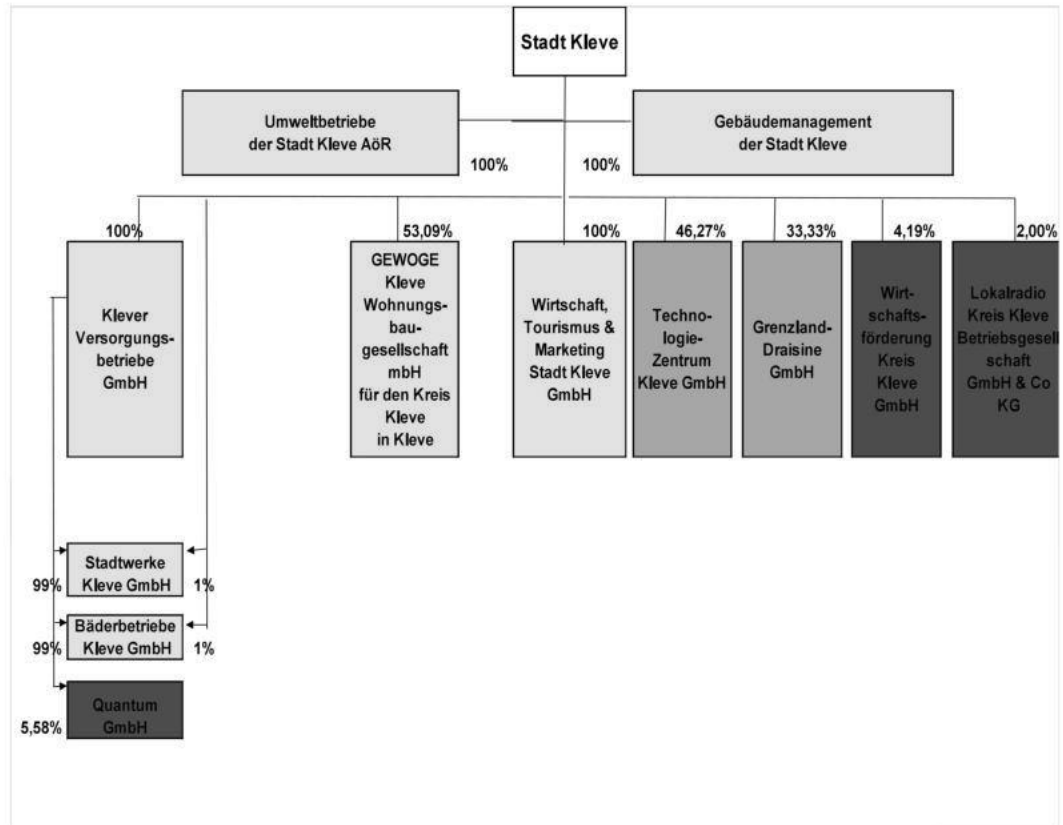 Stadt Kleve
Umweltbetriebe
der Stadt Kleve AöR
100%
Gebäudemanagement
der Stadt Kleve
100%
100%
Klever
Versorgungs-
betriebe
GmbH
53,09%
GEWOGE
Kleve
Wohnungs-
bau-
gesellschaft
mbH
für den Kreis
Kleve
in Kleve
100%
Wirtschaft,
Tourismus &
Marketing
Stadt Kleve
GmbH
46,27%
Techno-
logie-
Zentrum
Kleve GmbH
33,33%
Grenzland-
Draisine
GmbH
4,19%
Wirt-
schafts-
förderung
Kreis
Kleve
GmbH
2,00%
Lokalradio
Kreis Kleve
Betriebsgesell
schaft
GmbH & Co
KG
Stadtwerke
Kleve GmbH
99%
1%
Bäderbetriebe
Kleve GmbH
99%
1%
Quantum
GmbH
5,58%